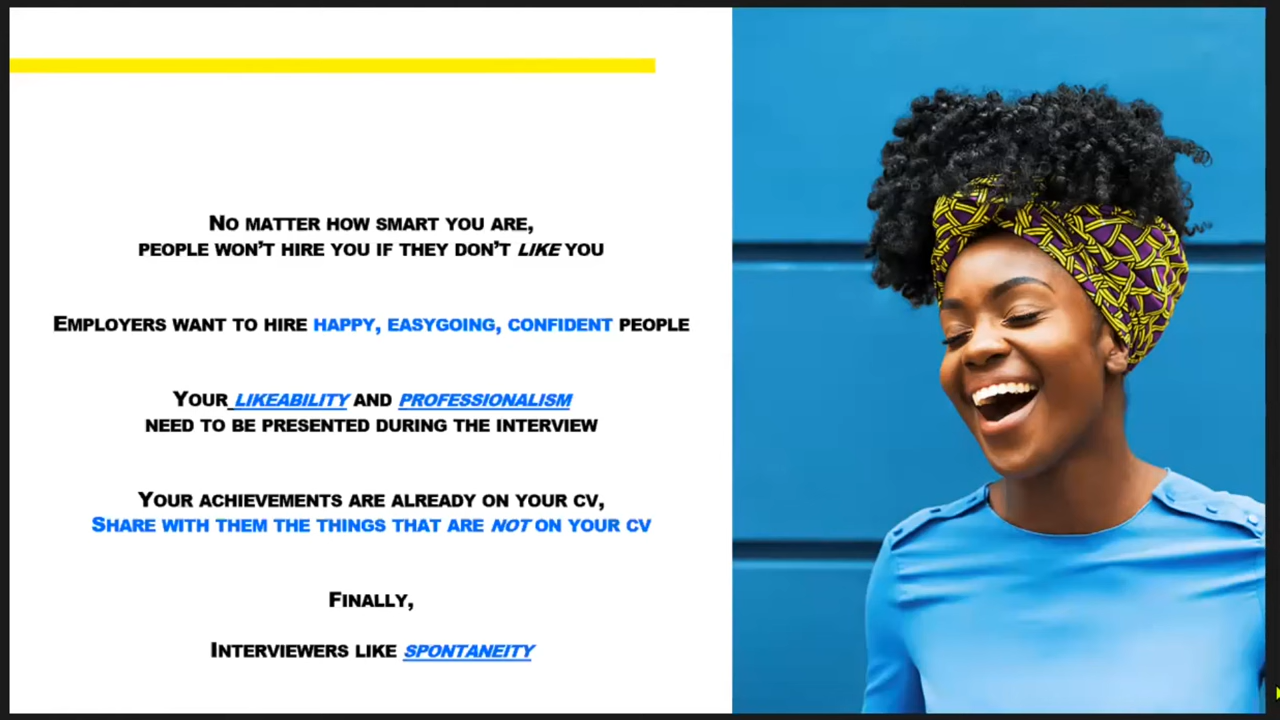 No matter how smart you are,
people won't hire you if they don't like you
Employers want to hire happy, easygoing, confident people
Your likeability and professionalism
need to be presented during the interview
Your achievements are already on your cv,
Share with them the things that are not on your cv
Finally,
Interviewers like spontaneity